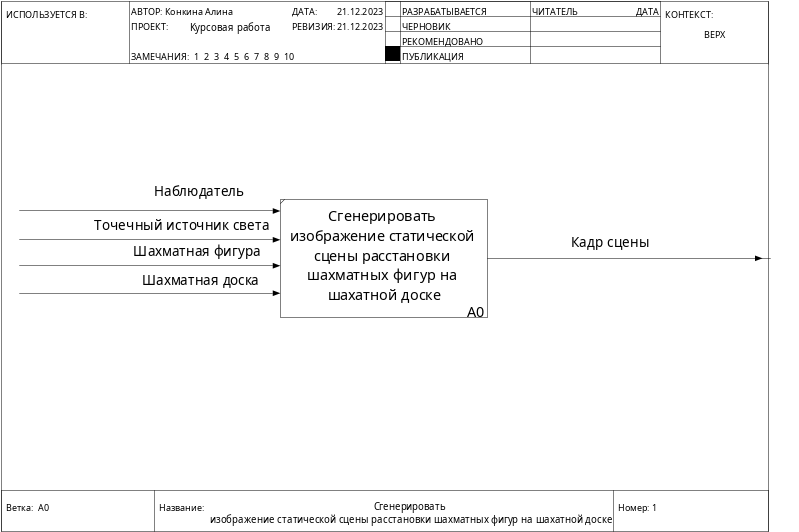 ИСПОЛЬЗУЕТСЯ В:
АВТОР: Конкина Алина
ДАТА: 21.12.2023
ПРОЕКТ: Курсовая работа
РЕВИЗИЯ: 21.12.2023
ЗАМЕЧАНИЯ: 1 2 3 4 5 6 7 8 9 10
РАЗРАБАТЫВАЕТСЯ
ЧЕРНОВИК
РЕКОМЕНДОВАНО
ПУБЛИКАЦИЯ
ЧИТАТЕЛЬ ДАТА
КОНТЕКСТ:
ВЕРХ
Наблюдатель
Точечный источник света
Шахматная фигура
Шахматная доска
Сгенерировать
изображение статической
сцены расстановки
шахматных фигур на
шахатной доске
A0
Кадр сцены
Ветка: A0
Название:
Сгенерировать
изображение статической сцены расстановки шахматных фигур на шахатной доске
Номер: 1